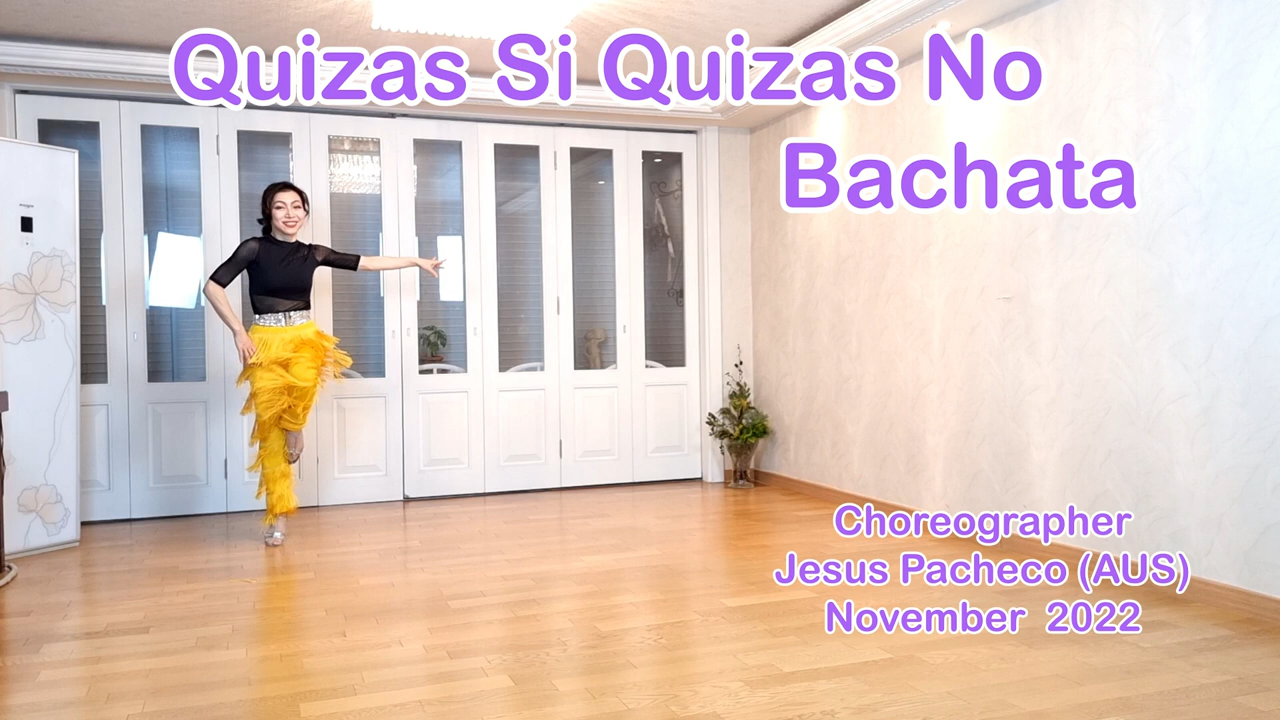 Quizas Si Quizas No
Bachata
Choreographer
Jesus Pacheco (AUS)
November 2022